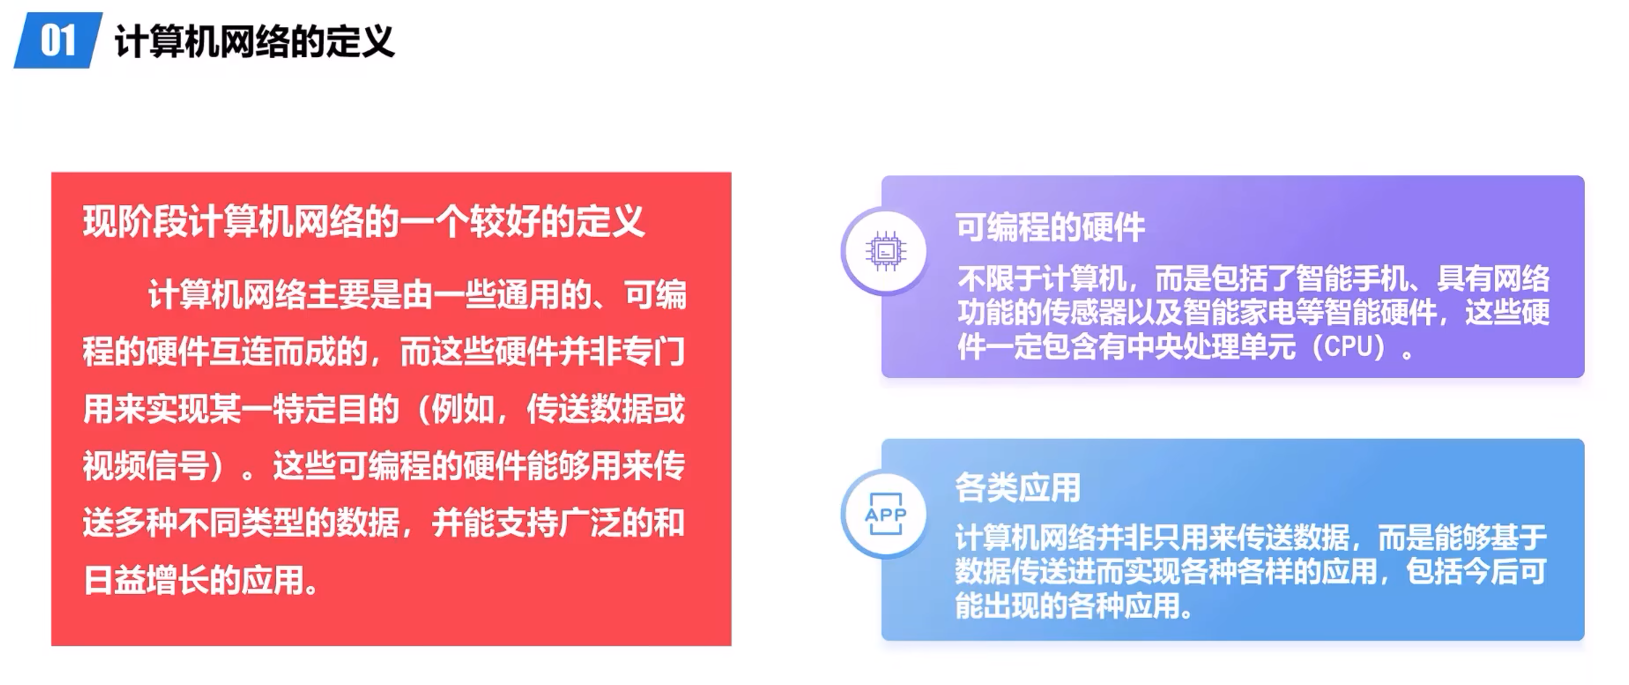 01 计算机网络的定义
现阶段计算机网络的一个较好的定义
计算机网络主要是由一些通用的、可编
程的硬件互连而成的，而这些硬件并非专门
用来实现某一特定目的（例如，传送数据或
视频信号）。这些可编程的硬件能够用来传
送多种不同类型的数据，并能支持广泛的和
日益增长的应用。
可编程的硬件
不限于计算机，而是包括了智能手机、具有网络
功能的传感器以及智能家电等智能硬件，这些硬
件一定包含有中央处理单元（CPU）。
APP
各类应用
计算机网络并非只用来传送数据，而是能够基于
数据传送进而实现各种各样的应用，包括今后可
能出现的各种应用。